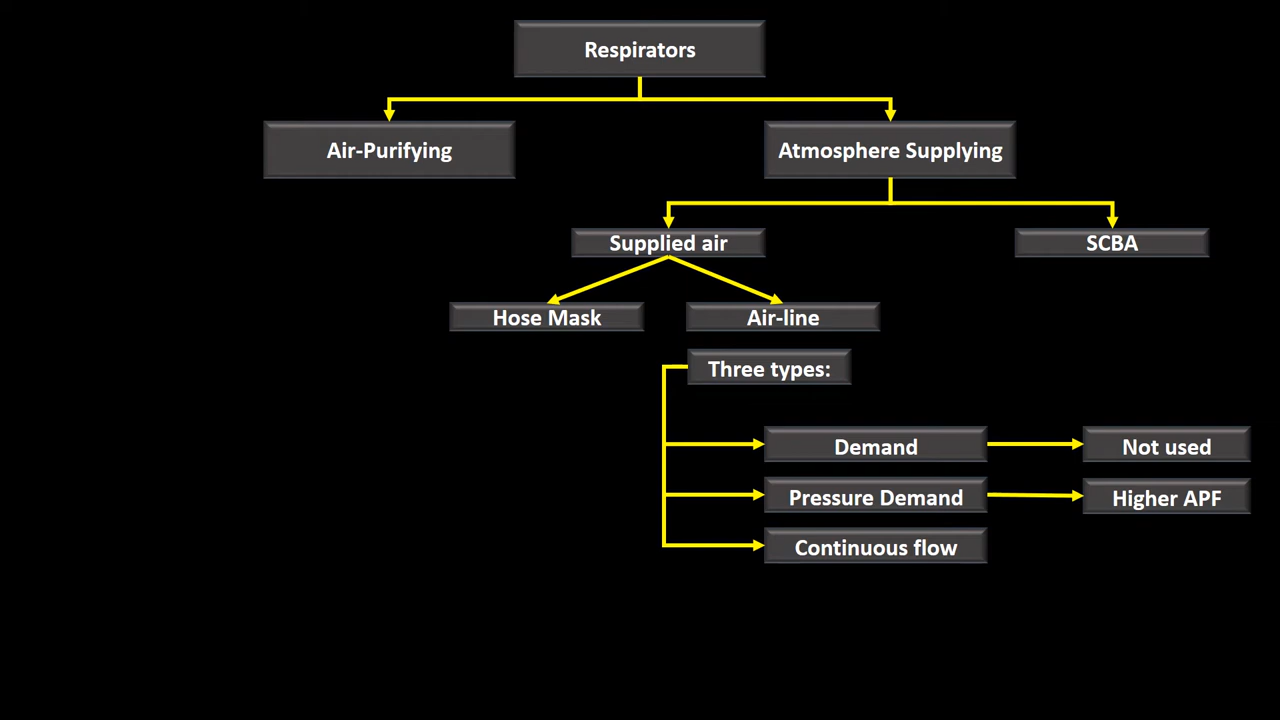 Respirators
Air-Purifying
Atmosphere Supplying
Supplied air
SCBA
Hose Mask
Air-line
Three types:
Demand
Not used
Pressure Demand
Higher APF
Continuous flow